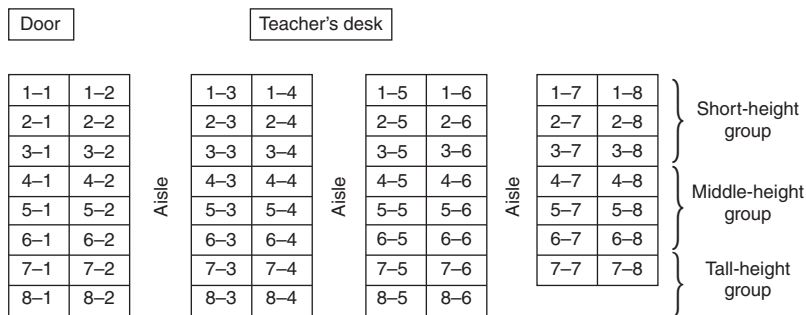 Door Teacher’s desk
1–1 1–2 1–3 1–4 1–5 1–6 1–7 1–8
2–1 2–2 2–3 2–4 2–5 2–6 2–7 2–8
3–1 3–2 3–3 3–4 3–5 3–6 3–7 3–8
Short-height
group
4–1 4–2 4–3 4–4 4–5 4–6 4–7 4–8
5–1 5–2 5–3 5–4 5–5 5–6 5–7 5–8
6–1 6–2 6–3 6–4 6–5 6–6 6–7 6–8
Aisle
Aisle
Aisle
Middle-height
group
7–1 7–2 7–3 7–4 7–5 7–6 7–7 7–8
8–1 8–2 8–3 8–4 8–5 8–6
Tall-height
group